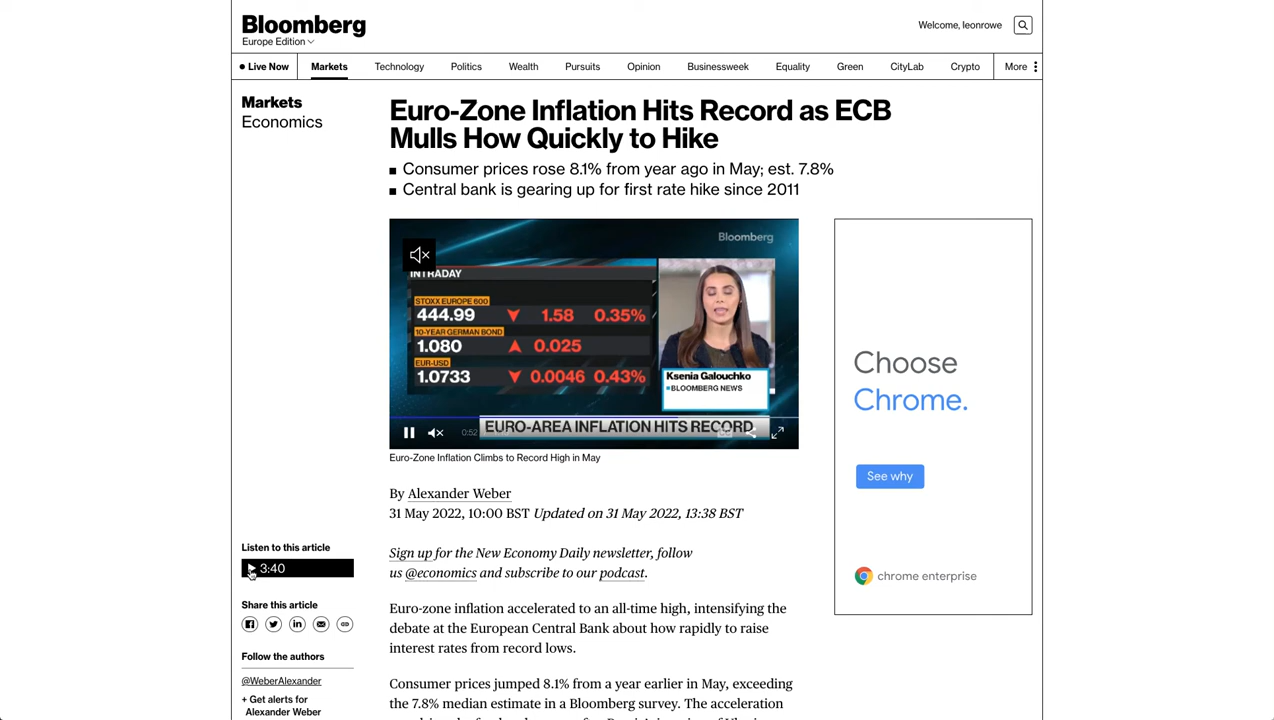 Bloomberg
Europe Edition
Welcome, leonrowe
Live Now
Markets
Technology
Politics
Wealth
Pursuits
Opinion
Businessweek
Equality
Green
CityLab
Crypto
More
Markets
Economics
Euro-Zone Inflation Hits Record as ECB
Mulls How Quickly to Hike
Consumer prices rose 8.1% from year ago in May; est. 7.8%
Central bank is gearing up for first rate hike since 2011
Bloomberg
INTRADAY
STOXX EUROPE 600
444.99 ▼ 1.58 0.35%
10-YEAR GERMAN BOND
1.080 ▲ 0.025
EUR-USD
1.0733 ▼ 0.0046 0.43%
Ksenia Galouchko
BLOOMBERG NEWS
0:52
EURO-AREA INFLATION HITS RECORD
Euro-Zone Inflation Climbs to Record High in May
By Alexander Weber
31 May 2022, 10:00 BST Updated on 31 May 2022, 13:38 BST
Listen to this article
3:40
Share this article
Follow the authors
@WeberAlexander
+ Get alerts for
Alexander Weber
Sign up for the New Economy Daily newsletter, follow
us @economics and subscribe to our podcast.
Euro-zone inflation accelerated to an all-time high, intensifying the
debate at the European Central Bank about how rapidly to raise
interest rates from record lows.
Consumer prices jumped 8.1% from a year earlier in May, exceeding
the 7.8% median estimate in a Bloomberg survey. The acceleration
Choose
Chrome.
See why
chrome enterprise